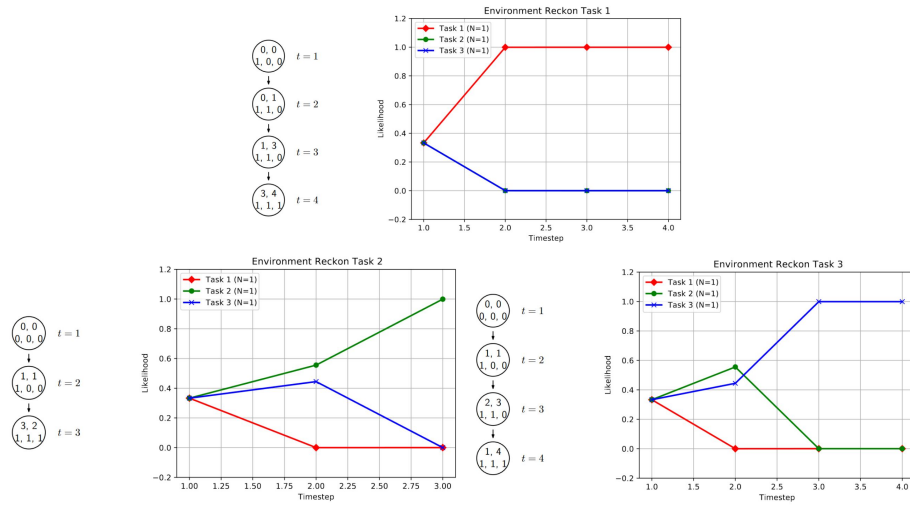 Environment Reckon Task 1
0, 0
1, 0, 0
t = 1
0, 1
1, 1, 0
t = 2
1, 3
1, 1, 0
t = 3
3, 4
1, 1, 1
t = 4
Task 1 (N=1)
Task 2 (N=1)
Task 3 (N=1)
Likelihood
1.2
1.0
0.8
0.6
0.4
0.2
0.0
−0.2
1.0 1.5 2.0 2.5 3.0 3.5 4.0
Timestep
Environment Reckon Task 2
0, 0
0, 0, 0
t = 1
1, 1
1, 0, 0
t = 2
3, 2
1, 1, 1
t = 3
Task 1 (N=1)
Task 2 (N=1)
Task 3 (N=1)
Likelihood
1.2
1.0
0.8
0.6
0.4
0.2
0.0
−0.2
1.00 1.25 1.50 1.75 2.00 2.25 2.50 2.75 3.00
Timestep
Environment Reckon Task 3
0, 0
0, 0, 0
t = 1
1, 1
1, 0, 0
t = 2
2, 3
1, 1, 0
t = 3
1, 4
1, 1, 1
t = 4
Task 1 (N=1)
Task 2 (N=1)
Task 3 (N=1)
Likelihood
1.2
1.0
0.8
0.6
0.4
0.2
0.0
−0.2
1.0 1.5 2.0 2.5 3.0 3.5 4.0
Timestep